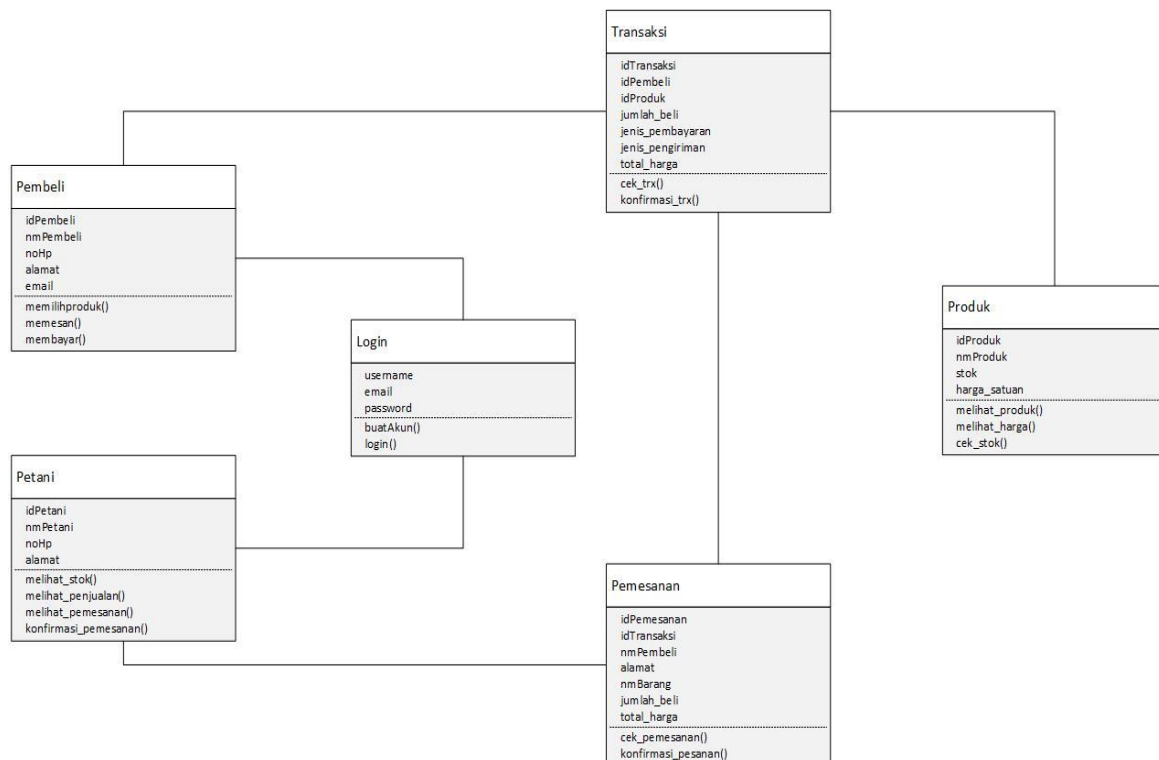 Transaksi
idTransaksi
idPembeli
idProduk
jumlah_beli
jenis_pembayaran
jenis_pengiriman
total_harga
cek_trx()
konfirmasi_trx()
Pembeli
idPembeli
nmPembeli
noHp
alamat
email
memilihproduk()
memesan()
membayar()
Login
username
email
password
buatAkun()
login()
Produk
idProduk
nmProduk
stok
harga_satuan
melihat_produk()
melihat_harga()
cek_stok()
Petani
idPetani
nmPetani
noHp
alamat
melihat_stok()
melihat_penjualan()
melihat_pemesanan()
konfirmasi_pemesanan()
Pemesanan
idPemesanan
idTransaksi
nmPembeli
alamat
nmBarang
jumlah_beli
total_harga
cek_pemesanan()
konfirmasi_pesanan()